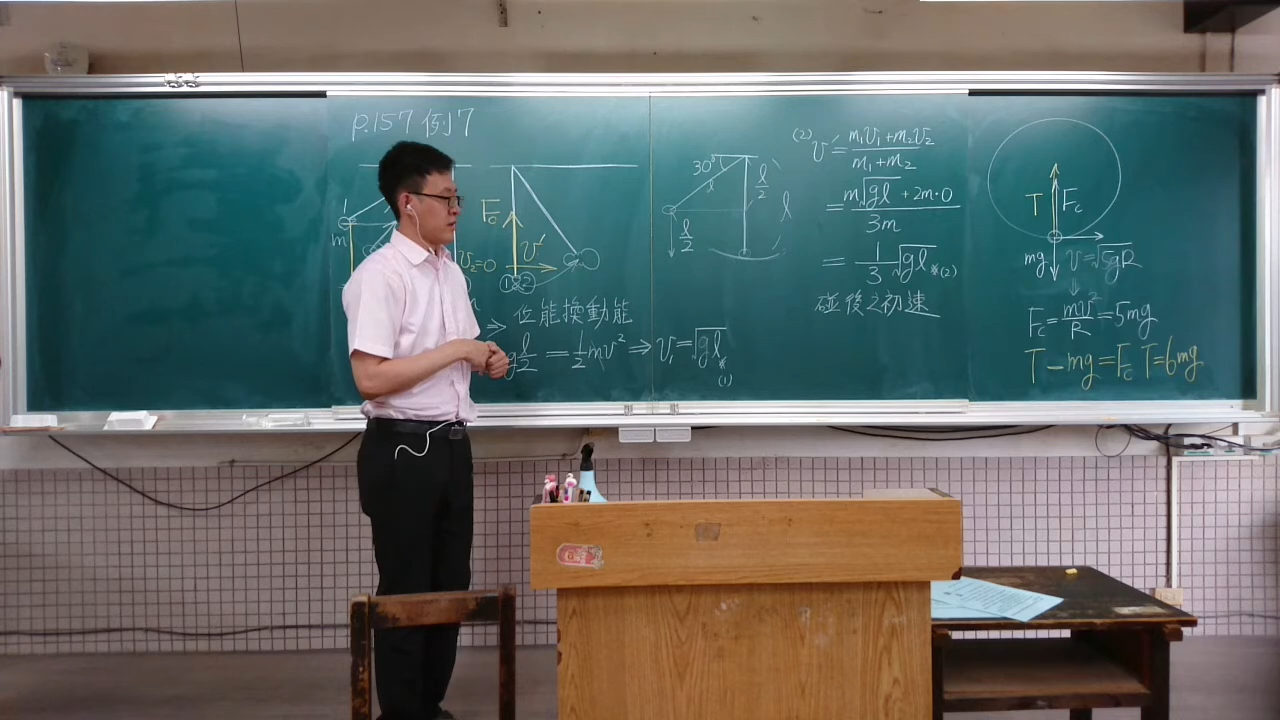 p.157 例7
m
v₂=0
Fc
v'
①②
⇒ 位能換動能
g ℓ/2 = 1/2 mv² ⇒ v₁=√gℓ *(1)
30°
ℓ
ℓ/2
ℓ/2
ℓ
(2) v' = (m₁v₁+m₂v₂)/(m₁+m₂)
= (m√gℓ + 2m·0)/3m
= 1/3 √gℓ *(2)
碰後之初速
T
Fc
mg
v=√5gR
⇓
Fc = mv²/R = 5mg
T-mg=Fc T=6mg